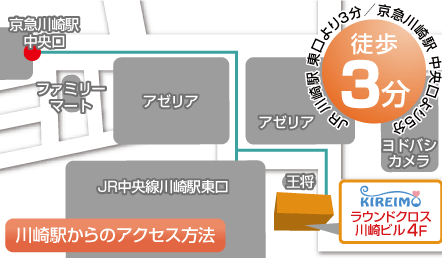 京急川崎駅
中央口
ファミリー
マート
アゼリア
アゼリア
JR 川崎駅 東口より3分／京急川崎駅 中央口より5分
徒歩
3分
ヨドバシ
カメラ
JR中央線川崎駅東口
王将
KIREIMO
ラウンドクロス
川崎ビル4F
川崎駅からのアクセス方法